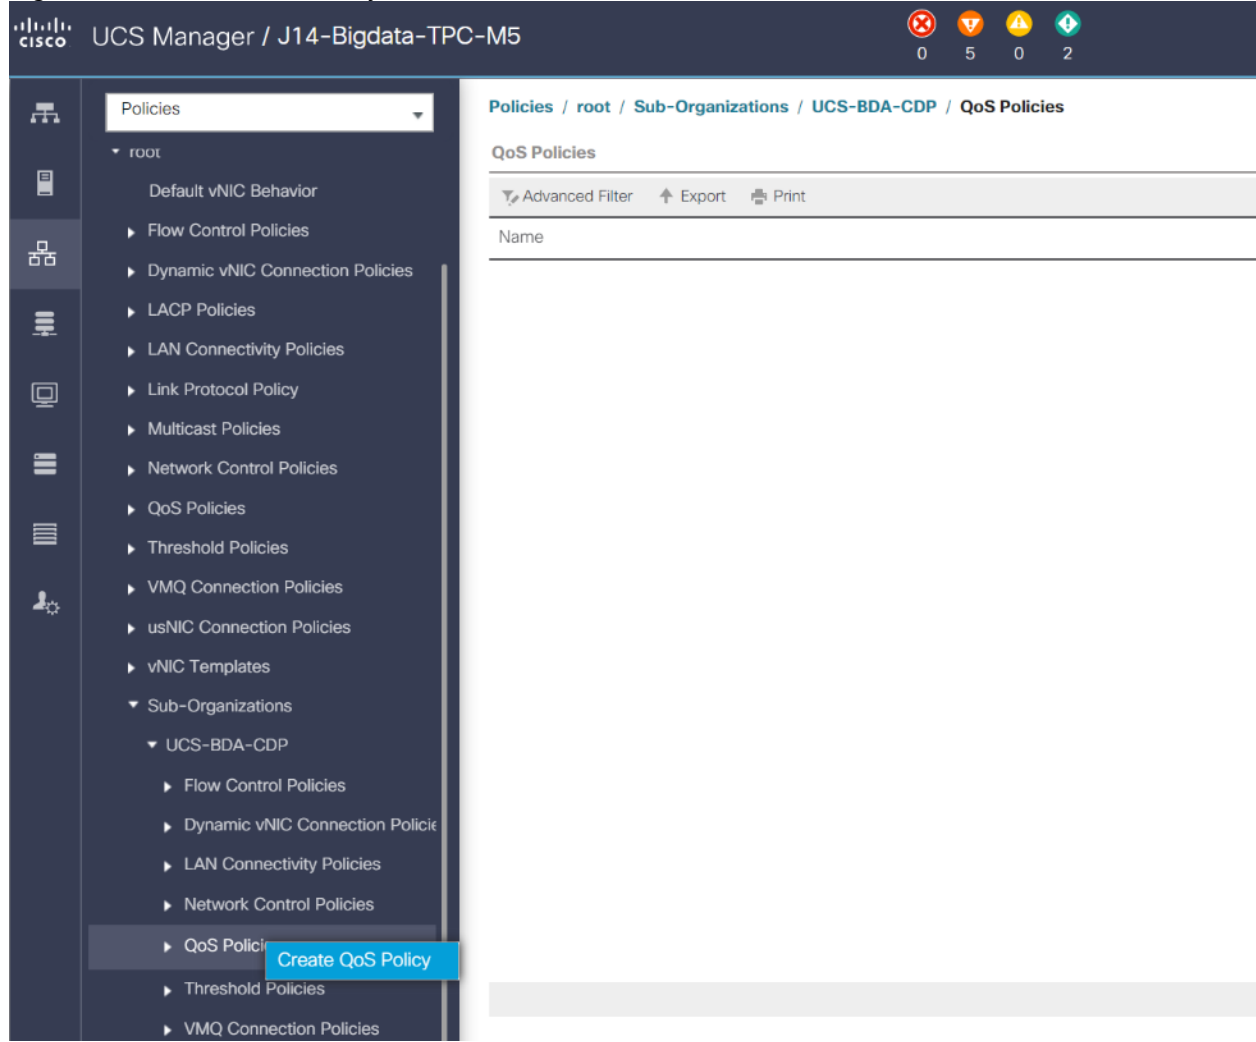 cisco UCS Manager / J14-Bigdata-TPC-M5
0 5 0 2
Policies
root
Default vNIC Behavior
Flow Control Policies
Dynamic vNIC Connection Policies
LACP Policies
LAN Connectivity Policies
Link Protocol Policy
Multicast Policies
Network Control Policies
QoS Policies
Threshold Policies
VMQ Connection Policies
usNIC Connection Policies
vNIC Templates
Sub-Organizations
UCS-BDA-CDP
Flow Control Policies
Dynamic vNIC Connection Policie
LAN Connectivity Policies
Network Control Policies
QoS Polici
Create QoS Policy
Threshold Policies
VMQ Connection Policies
Policies / root / Sub-Organizations / UCS-BDA-CDP / QoS Policies
QoS Policies
Advanced Filter Export Print
Name